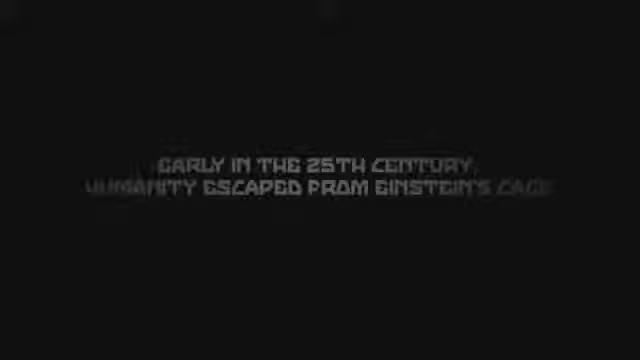 EARLY IN THE 25TH CENTURY,
HUMANITY ESCAPED FROM EINSTEIN'S CAGE